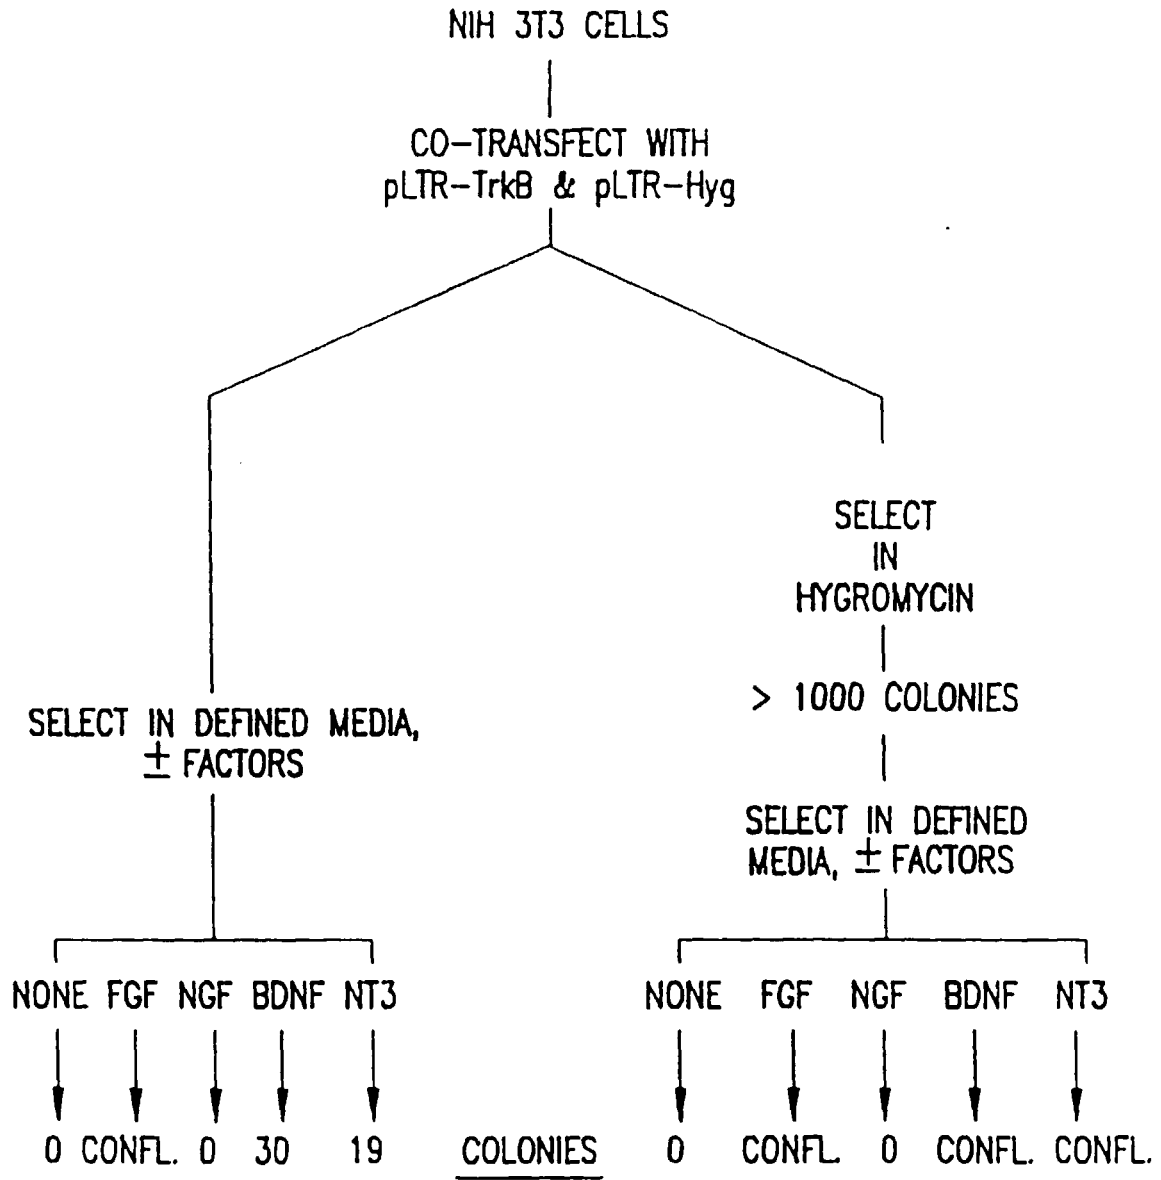 NIH 3T3 CELLS
CO-TRANSFECT WITH
pLTR-TrkB & pLTR-Hyg
SELECT IN DEFINED MEDIA,
± FACTORS
NONE FGF NGF BDNF NT3
0 CONFL. 0 30 19
SELECT
IN
HYGROMYCIN
> 1000 COLONIES
SELECT IN DEFINED
MEDIA, ± FACTORS
NONE FGF NGF BDNF NT3
0 CONFL. 0 CONFL. CONFL.
COLONIES